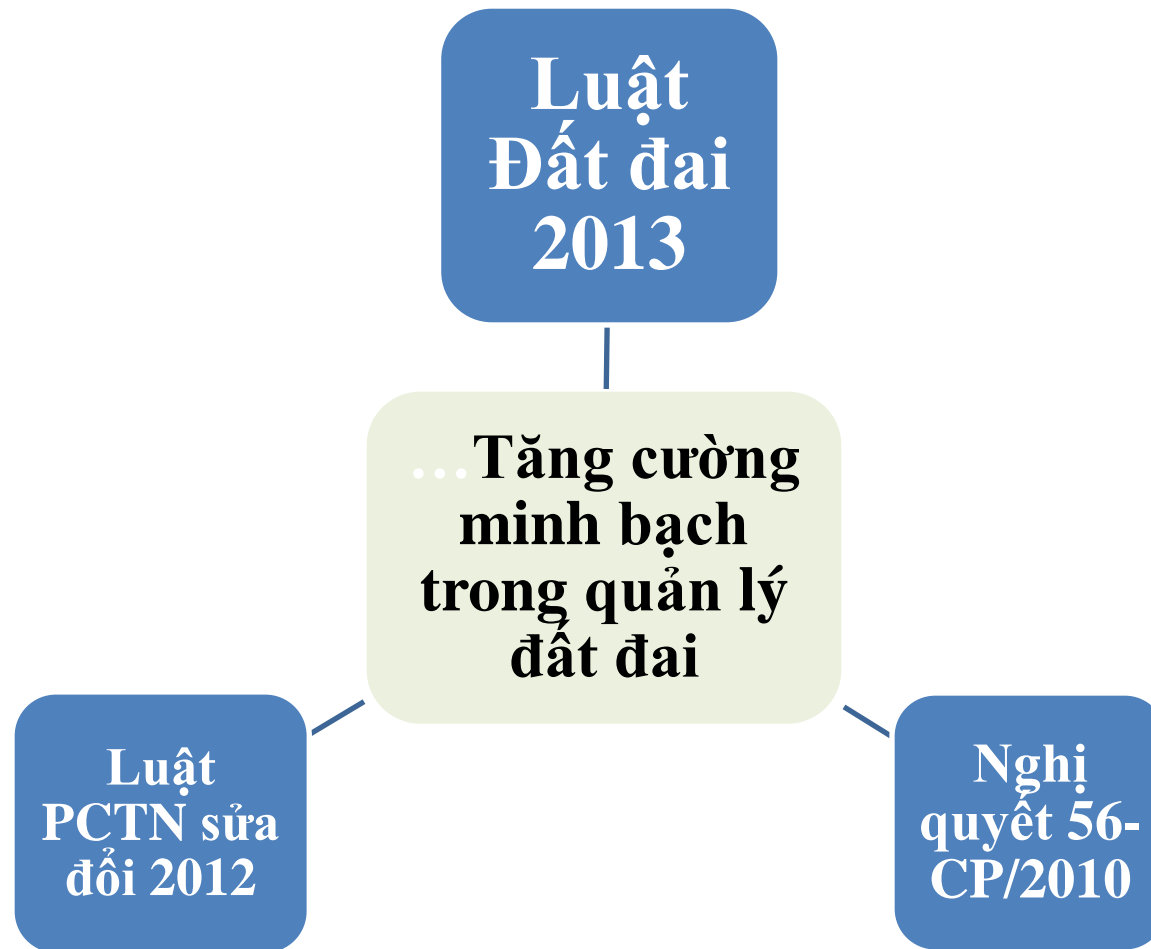 Luật
Đất đai
2013
...Tăng cường
minh bạch
trong quản lý
đất đai
Luật
PCTN sửa
đổi 2012
Nghị
quyết 56-
CP/2010